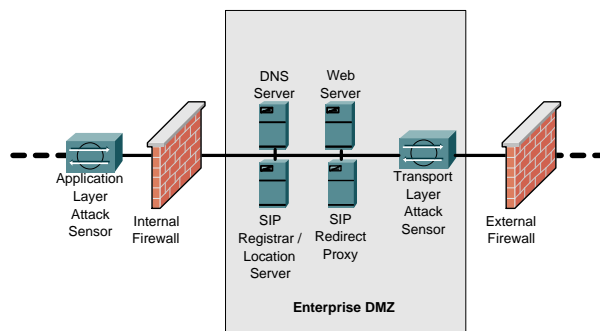 DNS
Server
Web
Server
Application
Layer
Attack
Sensor
Internal
Firewall
SIP
Registrar /
Location
Server
SIP
Redirect
Proxy
Transport
Layer
Attack
Sensor
External
Firewall
Enterprise DMZ